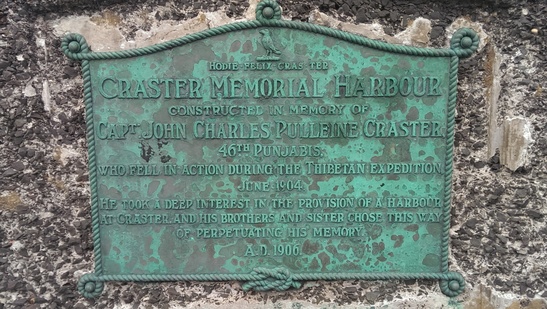 HODIE·FELIX·CRAS·TER
CRASTER MEMORIAL HARBOUR
CONSTRUCTED IN MEMORY OF
CAPT. JOHN CHARLES PULLEINE CRASTER
46TH PUNJABIS.
WHO FELL IN ACTION DURING THE THIBETAN EXPEDITION
JUNE 1904
HE TOOK A DEEP INTEREST IN THE PROVISION OF A HARBOUR
AT CRASTER AND HIS BROTHERS AND SISTER CHOSE THIS WAY
OF PERPETUATING HIS MEMORY.
A.D. 1906.